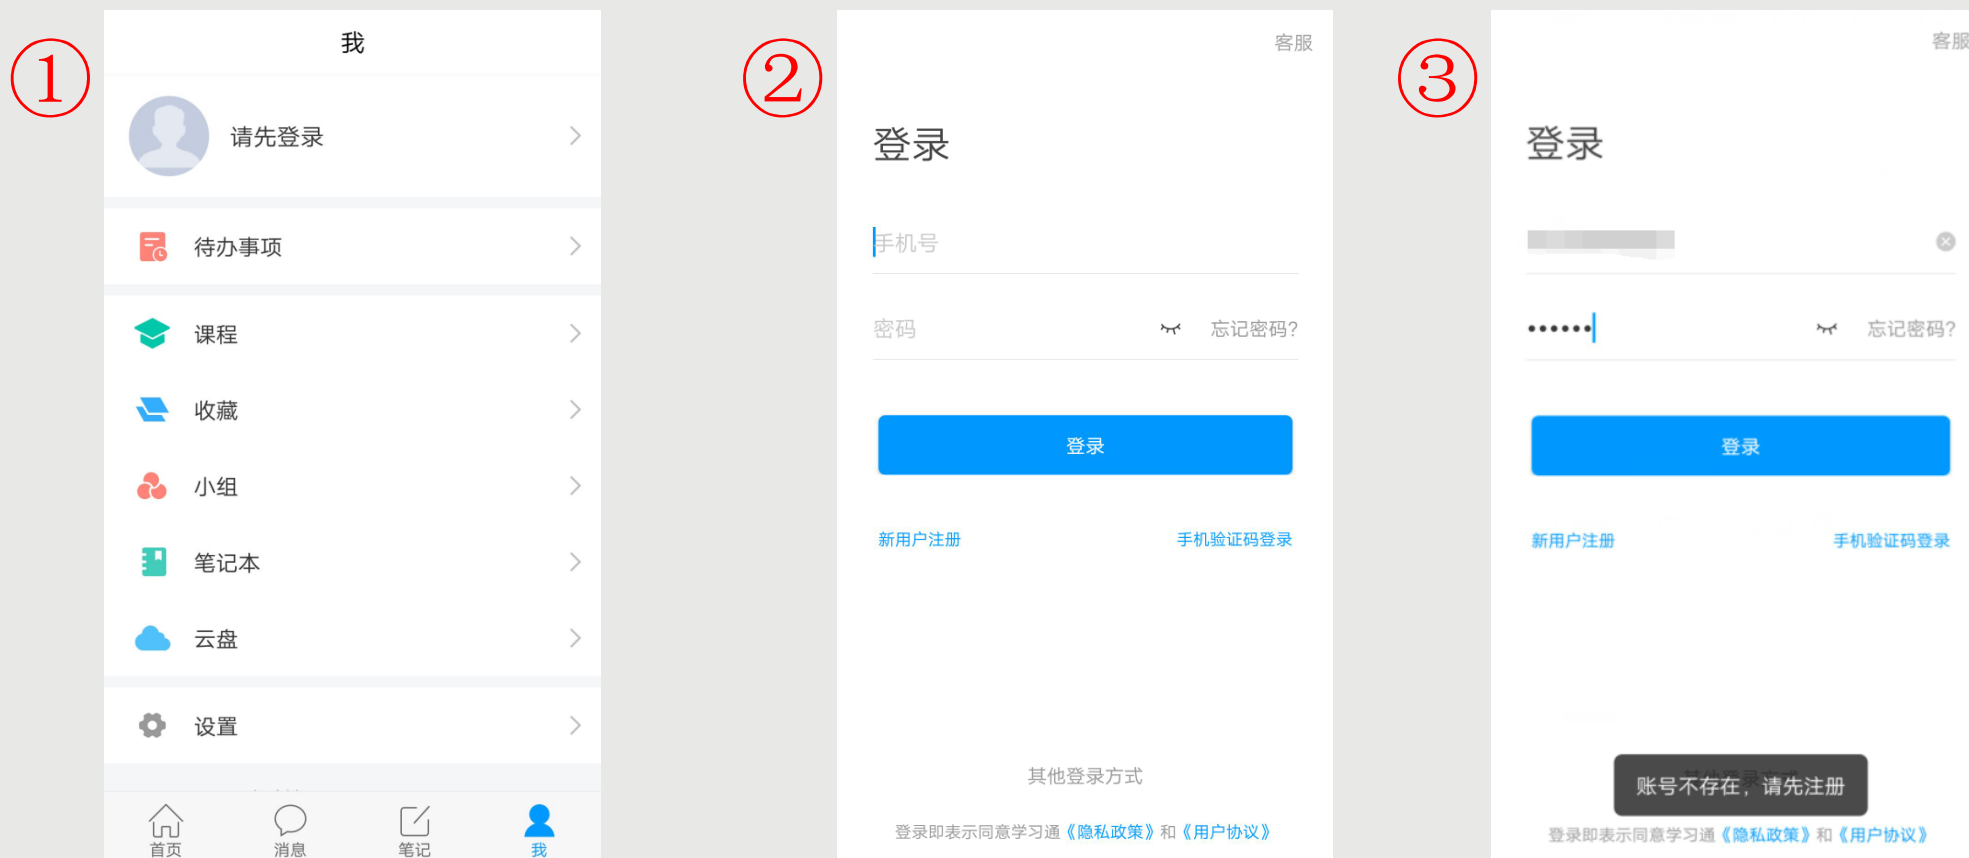 ①
我
请先登录
待办事项
课程
收藏
小组
笔记本
云盘
设置
首页 消息 笔记 我
②
客服
登录
手机号
密码 忘记密码?
登录
新用户注册 手机验证码登录
其他登录方式
登录即表示同意学习通《隐私政策》和《用户协议》
③
客服
登录
•••••• 忘记密码?
登录
新用户注册 手机验证码登录
账号不存在，请先注册
登录即表示同意学习通《隐私政策》和《用户协议》